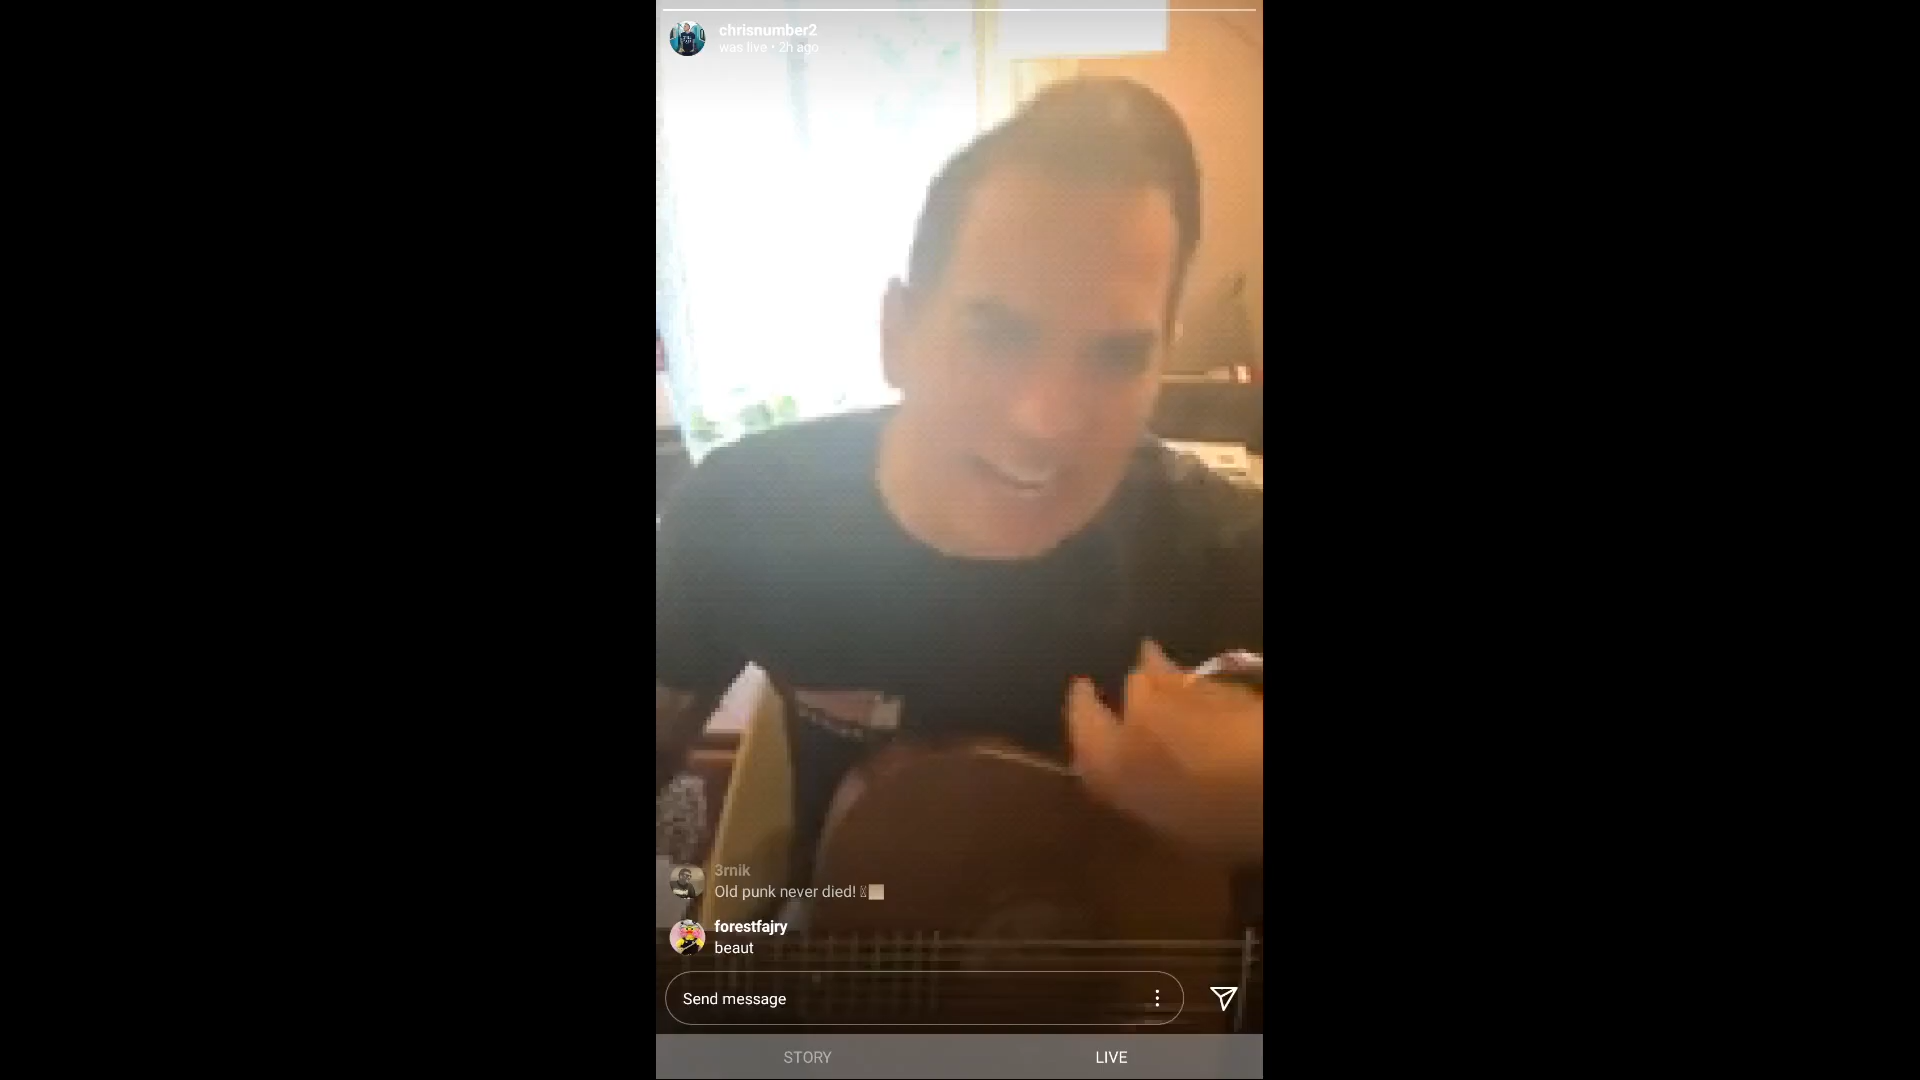 chrisnumber2
was live • 2h ago
3rnik
Old punk never died!
forestfajry
beaut
Send message
STORY
LIVE